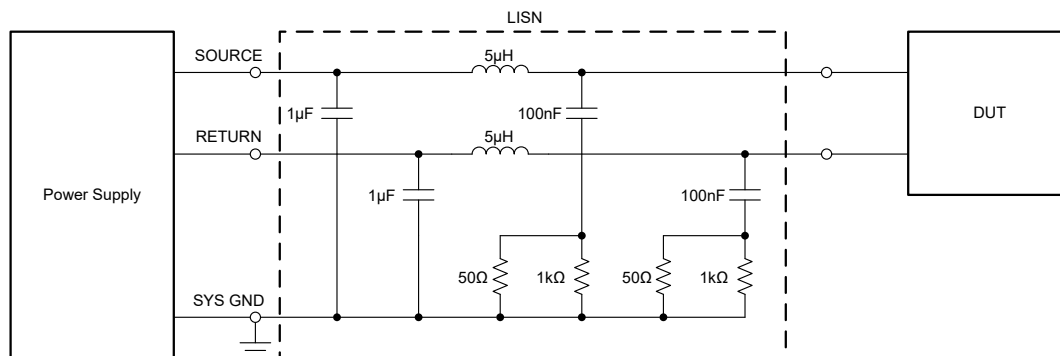 LISN
SOURCE
5µH
1µF
100nF
DUT
RETURN
5µH
Power Supply
1µF
100nF
50Ω
1kΩ
50Ω
1kΩ
SYS GND